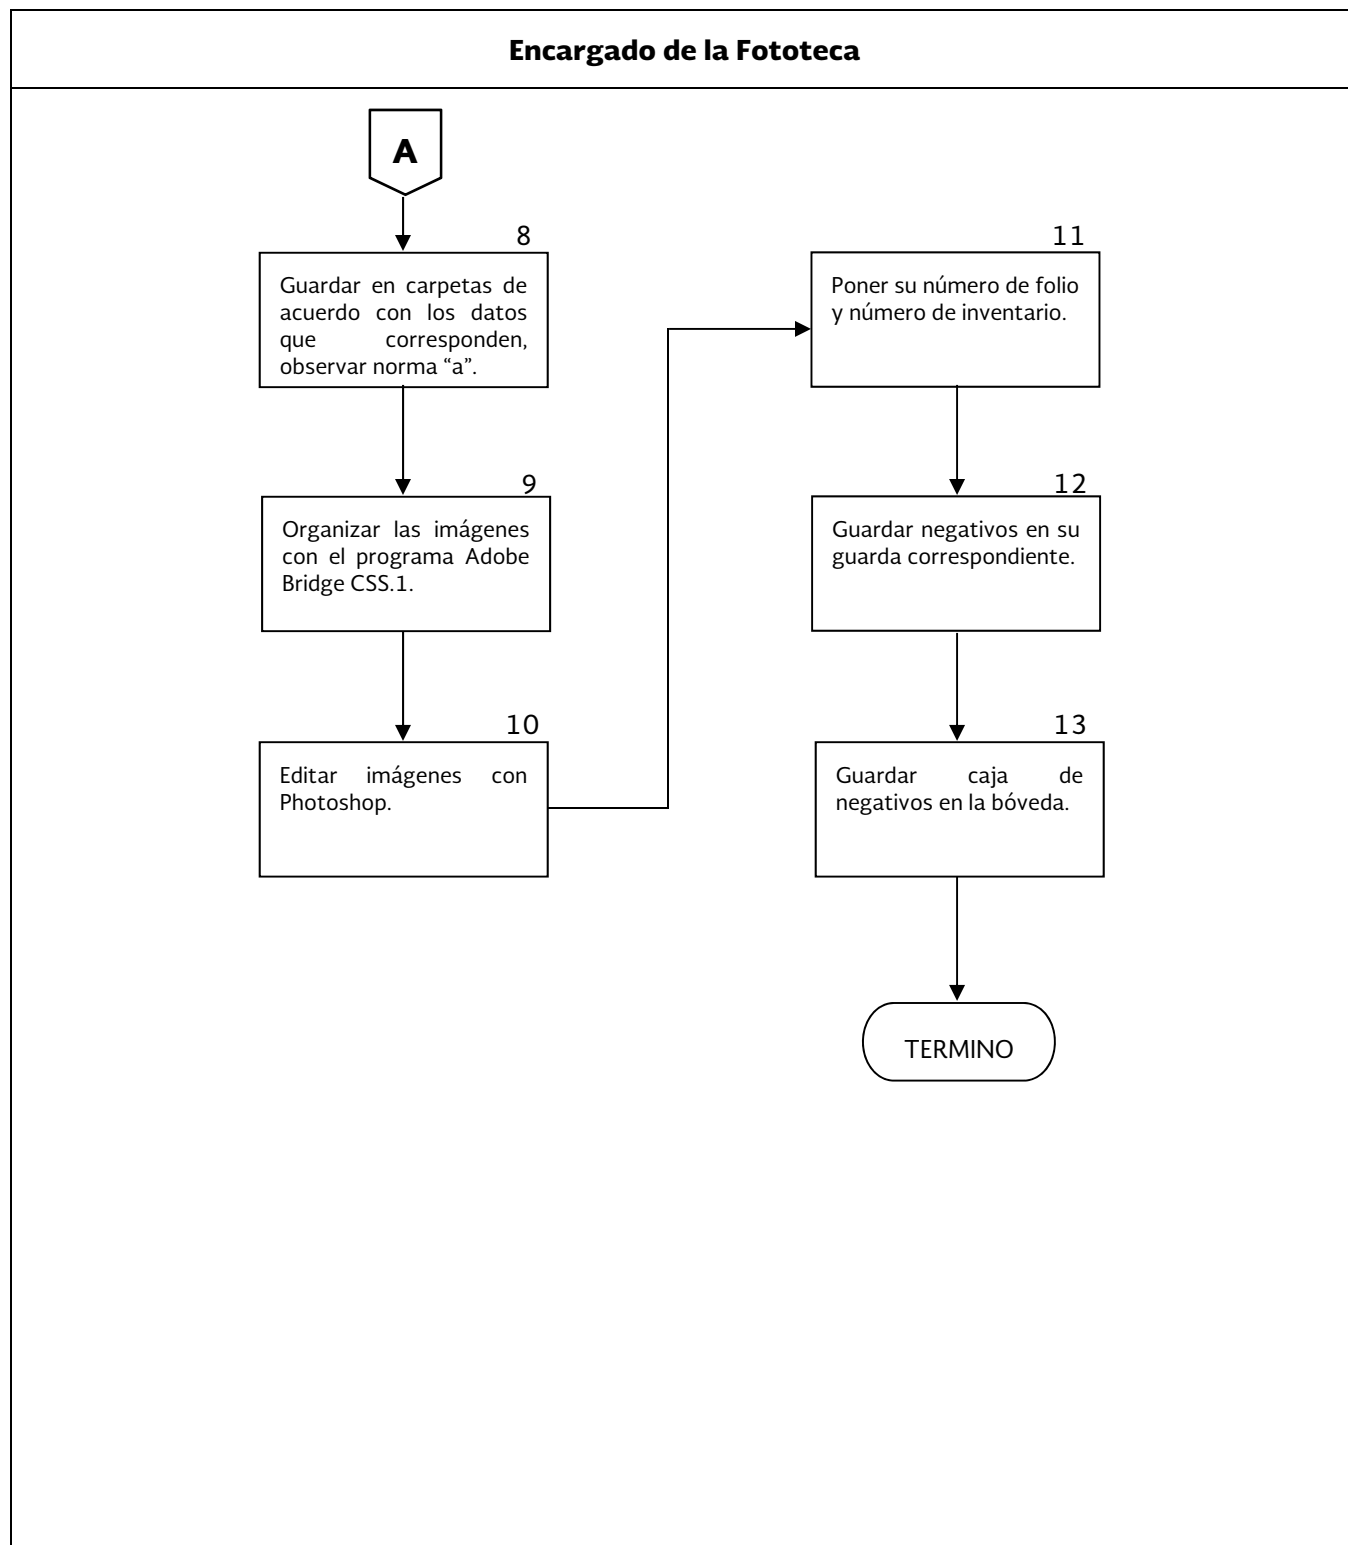 Encargado de la Fototeca
A
8
Guardar en carpetas de
acuerdo con los datos
que corresponden,
observar norma “a”.
9
Organizar las imágenes
con el programa Adobe
Bridge CSS.1.
10
Editar imágenes con
Photoshop.
11
Poner su número de folio
y número de inventario.
12
Guardar negativos en su
guarda correspondiente.
13
Guardar caja de
negativos en la bóveda.
TERMINO